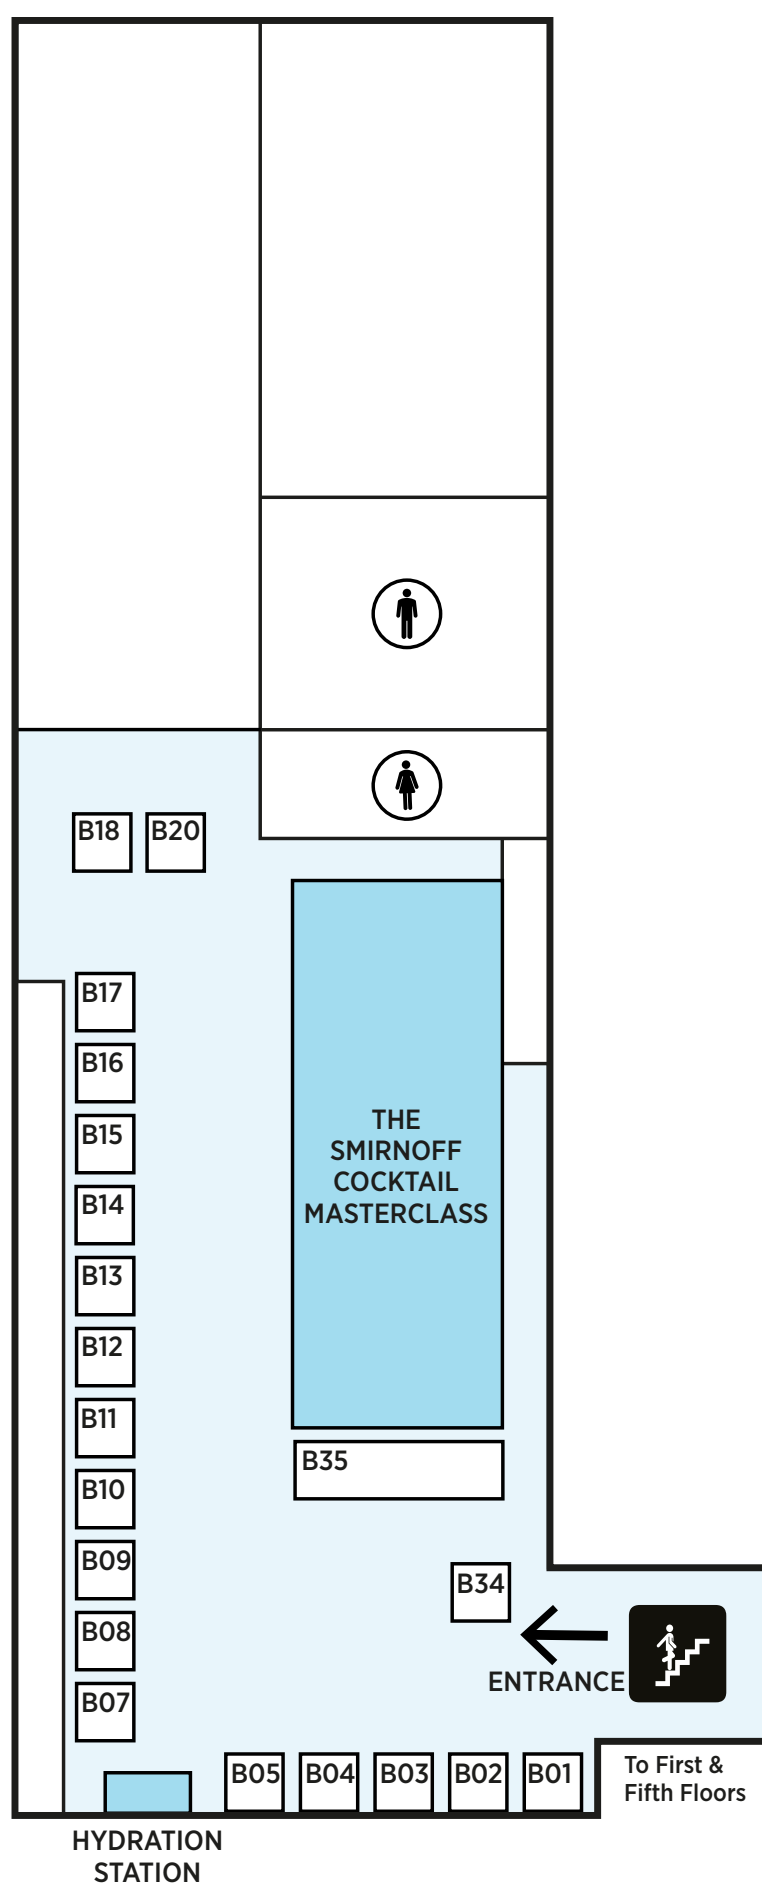 B18 B20
B17
B16
B15
B14
B13
B12
B11
B10
B09
B08
B07
THE
SMIRNOFF
COCKTAIL
MASTERCLASS
B35
B34
ENTRANCE
B05 B04 B03 B02 B01
To First &
Fifth Floors
HYDRATION
STATION